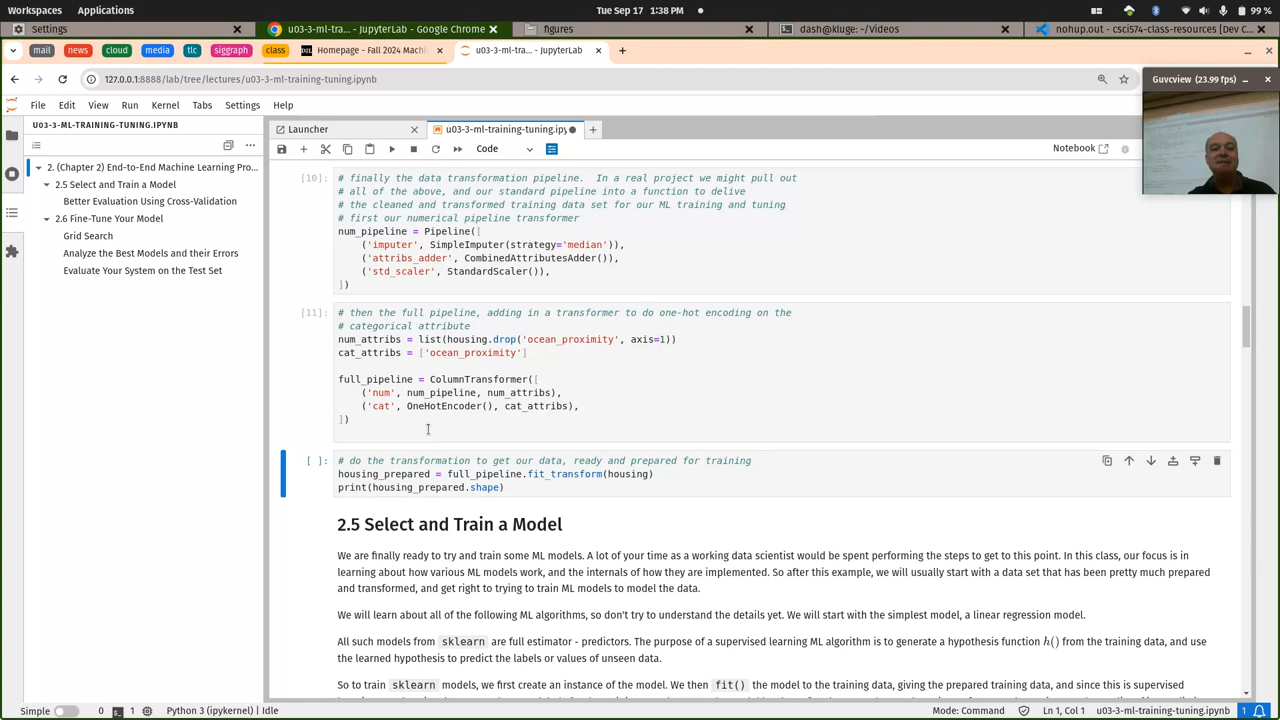 Workspaces Applications Tue Sep 17 1:38 PM 99 %
Settings u03-3-ml-tra... - JupyterLab - Google Chrome figures dash@kluge: ~/videos nohup.out - csci574-class-resources [Dev C...
mail news cloud media tlc siggraph class Homepage - Fall 2024 Machi u03-3-ml-tr... - JupyterLab
127.0.0.1:8888/lab/tree/lectures/u03-3-ml-training-tuning.ipynb
Guvcview (23.99 fps)
File Edit View Run Kernel Tabs Settings Help
U03-3-ML-TRAINING-TUNING.IPYNB
Launcher u03-3-ml-training-tuning.ipy
Code Notebook
2. (Chapter 2) End-to-End Machine Learning Pro...
2.5 Select and Train a Model
Better Evaluation Using Cross-Validation
2.6 Fine-Tune Your Model
Grid Search
Analyze the Best Models and their Errors
Evaluate Your System on the Test Set
[10]: # finally the data transformation pipeline.  In a real project we might pull out
# all of the above, and our standard pipeline into a function to delive
# the cleaned and transformed training data set for our ML training and tuning
# first our numerical pipeline transformer
num_pipeline = Pipeline([
    ('imputer', SimpleImputer(strategy='median')),
    ('attribs_adder', CombinedAttributesAdder()),
    ('std_scaler', StandardScaler()),
])
[11]: # then the full pipeline, adding in a transformer to do one-hot encoding on the
# categorical attribute
num_attribs = list(housing.drop('ocean_proximity', axis=1))
cat_attribs = ['ocean_proximity']
full_pipeline = ColumnTransformer([
    ('num', num_pipeline, num_attribs),
    ('cat', OneHotEncoder(), cat_attribs),
])
[ ]: # do the transformation to get our data, ready and prepared for training
housing_prepared = full_pipeline.fit_transform(housing)
print(housing_prepared.shape)
2.5 Select and Train a Model
We are finally ready to try and train some ML models. A lot of your time as a working data scientist would be spent performing the steps to get to this point. In this class, our focus is in
learning about how various ML models work, and the internals of how they are implemented. So after this example, we will usually start with a data set that has been pretty much prepared
and transformed, and get right to trying to train ML models to model the data.
We will learn about all of the following ML algorithms, so don't try to understand the details yet. We will start with the simplest model, a linear regression model.
All such models from sklearn are full estimator - predictors. The purpose of a supervised learning ML algorithm is to generate a hypothesis function h() from the training data, and use
the learned hypothesis to predict the labels or values of unseen data.
So to train sklearn models, we first create an instance of the model. We then fit() the model to the training data, giving the prepared training data, and since this is supervised
Simple 0 1 Python 3 (ipykernel) | Idle Mode: Command Ln 1, Col 1 u03-3-ml-training-tuning.ipynb 1